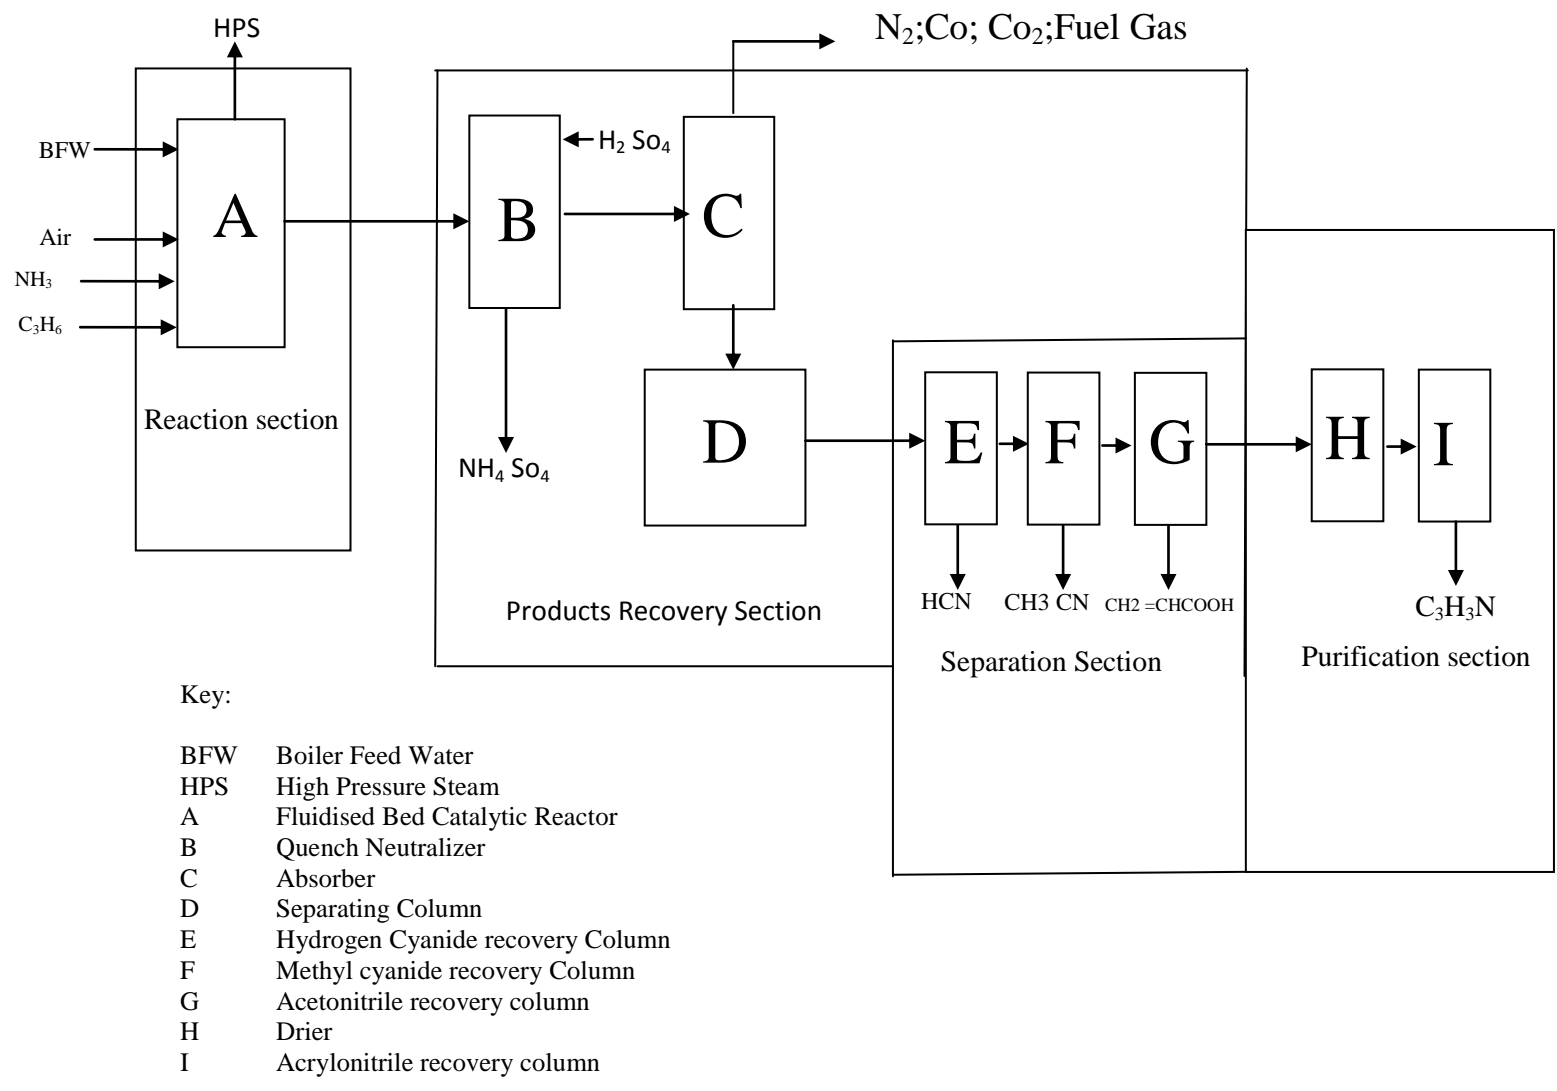 HPS
N₂;Co; Co₂;Fuel Gas
BFW
H₂ So₄
A
B
C
Air
NH₃
C₃H₆
Reaction section
D
E
F
G
H
I
NH₄ So₄
HCN
CH3 CN
CH2 =CHCOOH
C₃H₃N
Products Recovery Section
Separation Section
Purification section
Key:
BFW Boiler Feed Water
HPS High Pressure Steam
A Fluidised Bed Catalytic Reactor
B Quench Neutralizer
C Absorber
D Separating Column
E Hydrogen Cyanide recovery Column
F Methyl cyanide recovery Column
G Acetonitrile recovery column
H Drier
I Acrylonitrile recovery column